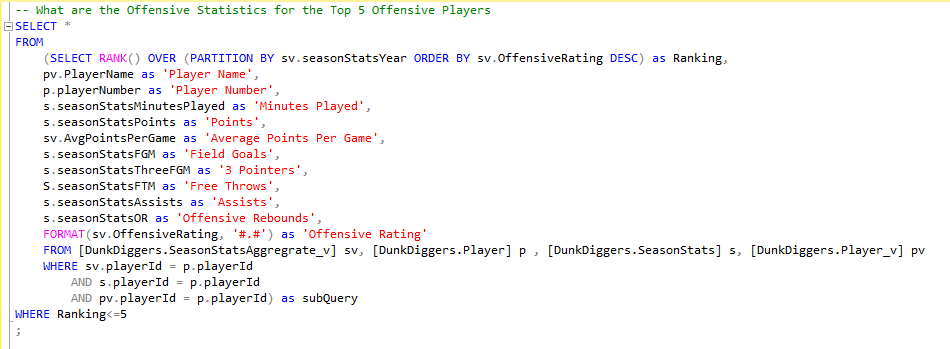 -- What are the Offensive Statistics for the Top 5 Offensive Players
SELECT *
FROM
(SELECT RANK() OVER (PARTITION BY sv.seasonStatsYear ORDER BY sv.OffensiveRating DESC) as Ranking,
pv.PlayerName as 'Player Name',
p.playerNumber as 'Player Number',
s.seasonStatsMinutesPlayed as 'Minutes Played',
s.seasonStatsPoints as 'Points',
sv.AvgPointsPerGame as 'Average Points Per Game',
s.seasonStatsFGM as 'Field Goals',
s.seasonStatsThreeFGM as '3 Pointers',
S.seasonStatsFTM as 'Free Throws',
s.seasonStatsAssists as 'Assists',
s.seasonStatsOR as 'Offensive Rebounds',
FORMAT(sv.OffensiveRating, '#.#') as 'Offensive Rating'
FROM [DunkDiggers.SeasonStatsAggregrate_v] sv, [DunkDiggers.Player] p , [DunkDiggers.SeasonStats] s, [DunkDiggers.Player_v] pv
WHERE sv.playerId = p.playerId
AND s.playerId = p.playerId
AND pv.playerId = p.playerId) as subQuery
WHERE Ranking<=5
;